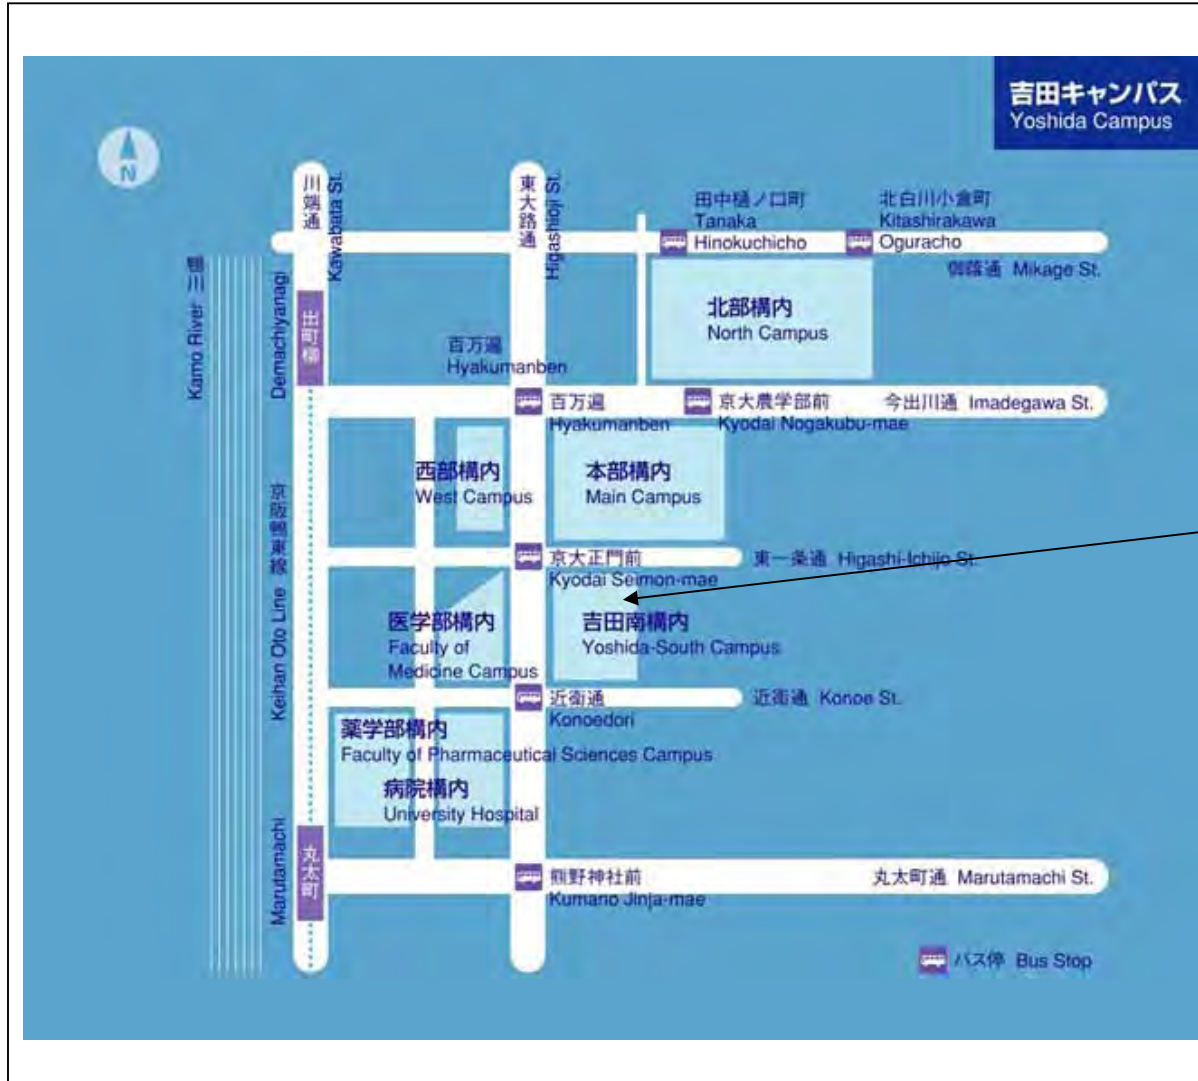 吉田キャンパス
Yoshida Campus
N
川端通
Kawabata St.
東大路通
Higashioji St.
田中樋ノ口町
Tanaka
Hinokuchicho
北白川小倉町
Kitashirakawa
Oguracho
御蔭通 Mikage St.
鴨川
Kamo River
出町柳
Demachiyanagi
北部構内
North Campus
百万遍
Hyakumanben
百万遍
Hyakumanben
京大農学部前
Kyodai Nogakubu-mae
今出川通 Imadegawa St.
西部構内
West Campus
本部構内
Main Campus
京阪鴨東線
Keihan Oto Line
京大正門前
Kyodai Seimon-mae
東一条通 Higashi-Ichijo St.
医学部構内
Faculty of
Medicine Campus
吉田南構内
Yoshida-South Campus
近衛通
Konoedori
近衛通 Konoe St.
薬学部構内
Faculty of Pharmaceutical Sciences Campus
病院構内
University Hospital
丸太町
Marutamachi
熊野神社前
Kumano Jinja-mae
丸太町通 Marutamachi St.
バス停 Bus Stop